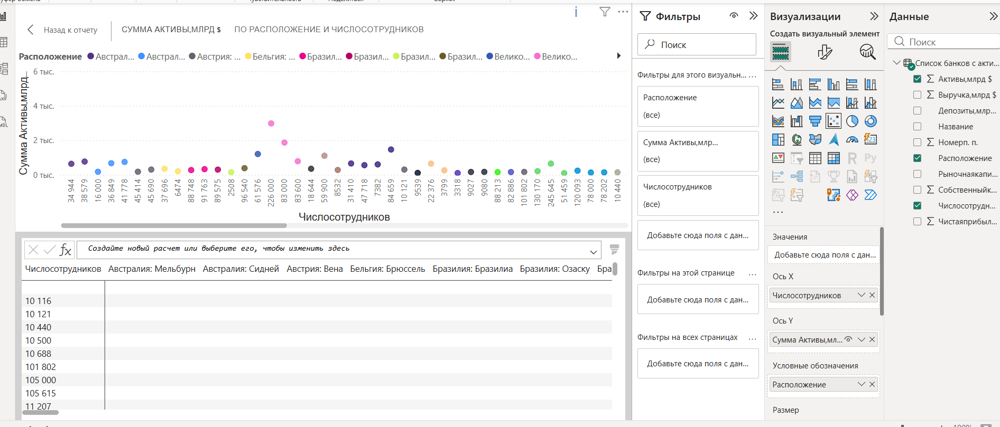 Чувствительность
Поделиться
Copilot
Назад к отчету
СУММА АКТИВЫ,МЛРД $
ПО РАСПОЛОЖЕНИЕ И ЧИСЛОСОТРУДНИКОВ
Расположение
Австрал...
Австрал...
Австрия: ...
Бельгия: ...
Бразил...
Бразил...
Бразил...
Бразил...
Велико...
Велико...
Сумма Активы,млрд...
6 тыс.
4 тыс.
2 тыс.
0 тыс.
34 944
38 579
16 000
36 849
41 778
45 414
45 690
37 696
6474
88 748
91 763
89 575
2508
96 540
61 576
226 000
83 000
83 600
18 644
59 900
8532
31 410
47 718
7382
84 659
10 121
9539
22 376
3799
3318
9027
9080
88 213
82 886
101 802
130 170
245 645
51 459
120 093
78 000
78 202
10 440
Числосотрудников
fx
Создайте новый расчет или выберите его, чтобы изменить здесь
Числосотрудников Австралия: Мельбурн Австралия: Сидней Австрия: Вена Бельгия: Брюссель Бразилия: Бразилиа Бразилия: Озаску Бра
10 116
10 121
10 440
10 500
10 688
101 802
105 000
105 615
11 207
Фильтры
Поиск
Фильтры для этого визуальн... ...
Расположение
(все)
Сумма Активы,млр...
(все)
Числосотрудников
(все)
Добавьте сюда поля с дан...
Фильтры на этой странице ...
Добавьте сюда поля с дан...
Фильтры на всех страницах ...
Добавьте сюда поля с дан...
Визуализации
Создать визуальный элемент
123
R
Py
...
Значения
Добавьте сюда поля с дан...
Ось X
Числосотрудников
Ось Y
Сумма Активы,мл...
Условные обозначения
Расположение
Размер
Данные
Поиск
Список банков с акти...
Активы,млрд $
Выручка,млрд $
Депозиты,млр...
Название
Номерп. п.
Расположение
Рыночнаякапи...
Собственныйк...
Числосотрудн...
Чистаяприбыл...